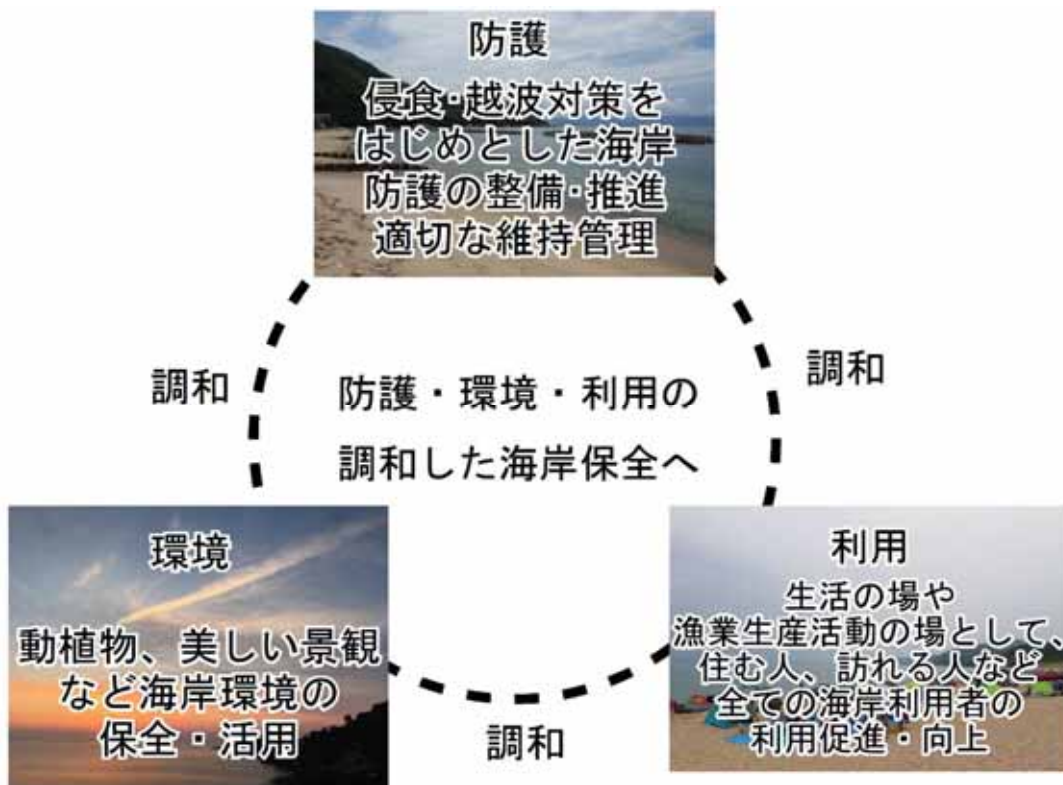 防護
侵食・越波対策を
はじめとした海岸
防護の整備・推進
適切な維持管理
調和
調和
防護・環境・利用の
調和した海岸保全へ
環境
動植物、美しい景観
など海岸環境の
保全・活用
利用
生活の場や
漁業生産活動の場として、
住む人、訪れる人など
全ての海岸利用者の
利用促進・向上
調和